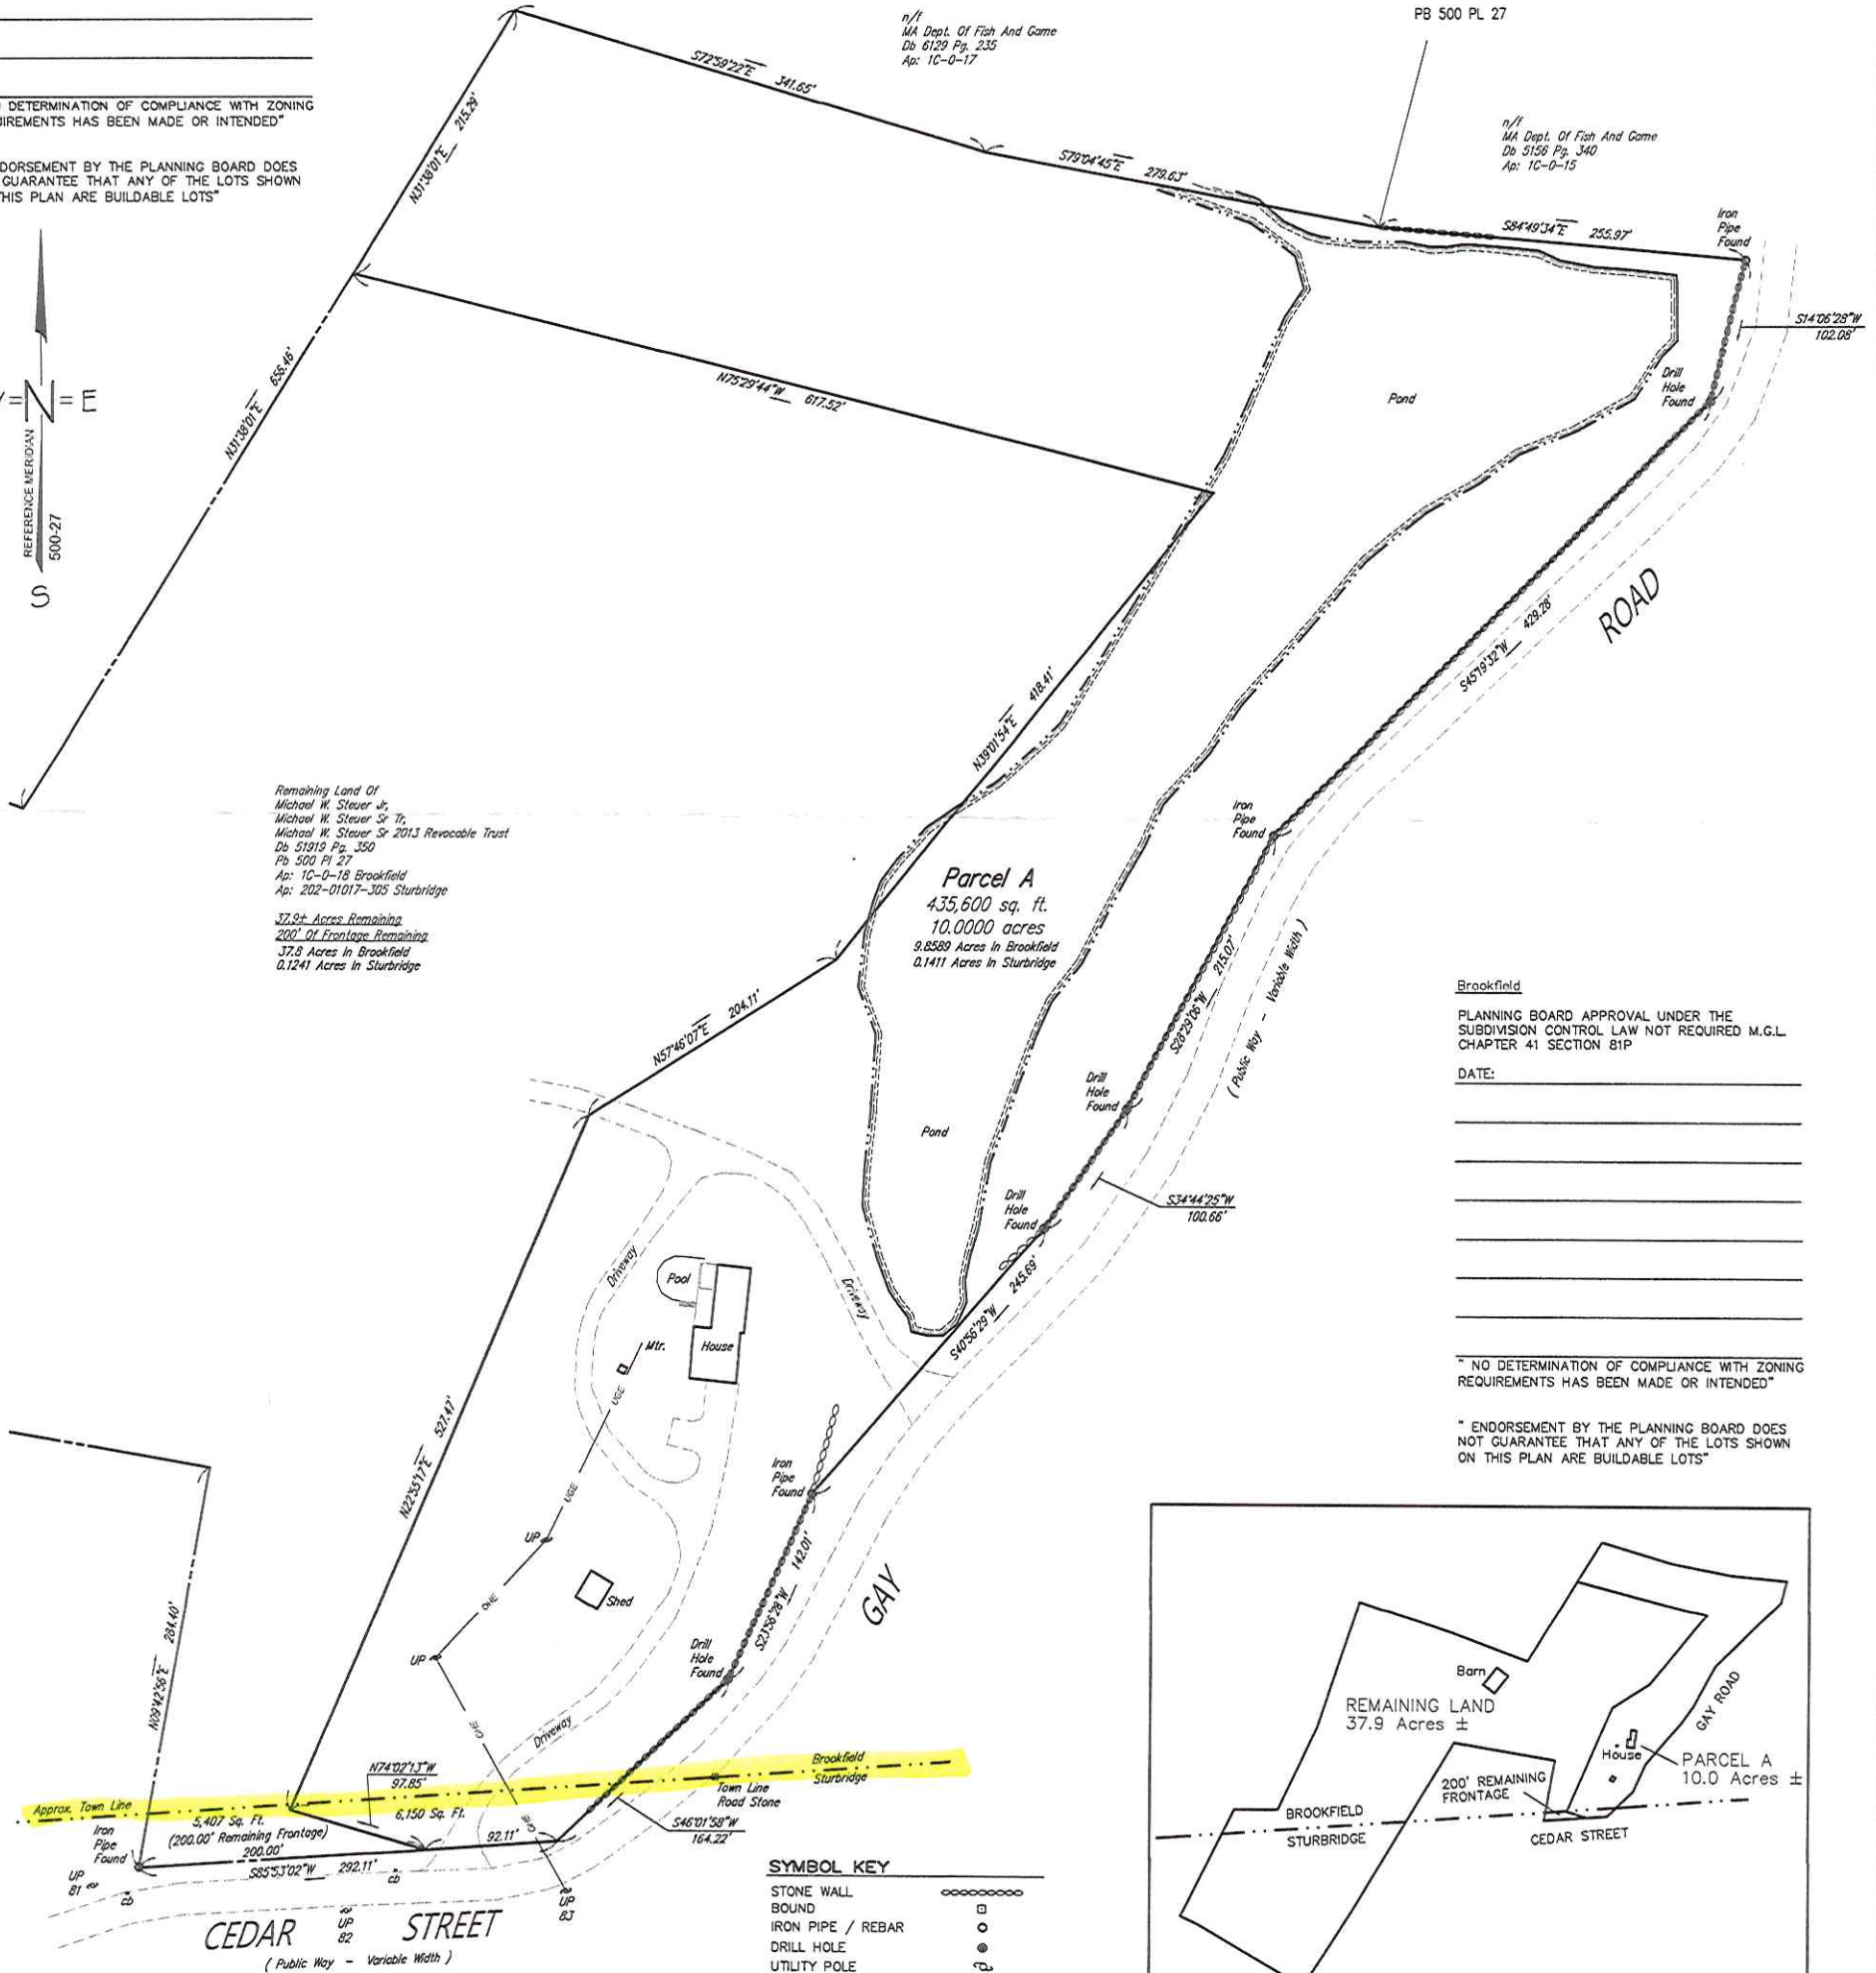 DETERMINATION OF COMPLIANCE WITH ZONING
UIREMENTS HAS BEEN MADE OR INTENDED"
DORSEMENT BY THE PLANNING BOARD DOES
GUARANTEE THAT ANY OF THE LOTS SHOWN
THIS PLAN ARE BUILDABLE LOTS"
n/f
MA Dept. Of Fish And Game
Db 6129 Pg. 235
Ap: 1C-0-17
PB 500 PL 27
n/f
MA Dept. Of Fish And Game
Db 5156 Pg. 340
Ap: 1C-0-15
S72°59'22"E 341.65'
N31°38'01"E 215.29'
S79°04'45"E 279.63'
S84°49'34"E 255.97'
Iron
Pipe
Found
S14°06'28"W
102.08'
Drill
Hole
Found
Pond
N = E
REFERENCE MERIDIAN
500-27
S
N31°38'01"E 656.46'
N75°29'44"W 617.52'
ROAD
S45°19'32"W 429.28'
N39°01'54"E 418.41'
Remaining Land Of
Michael W. Steuer Jr,
Michael W. Steuer Sr Tr,
Michael W. Steuer Sr 2013 Revocable Trust
Db 51919 Pg. 350
Pb 500 Pl 27
Ap: 1C-0-18 Brookfield
Ap: 202-01017-305 Sturbridge
37.9± Acres Remaining
200' Of Frontage Remaining
37.8 Acres In Brookfield
0.1241 Acres In Sturbridge
Iron
Pipe
Found
Parcel A
435,600 sq. ft.
10.0000 acres
9.8589 Acres In Brookfield
0.1411 Acres In Sturbridge
S28°29'06"W 215.07'
( Public Way - Variable Width )
N57°46'07"E 204.11'
Drill
Hole
Found
Pond
Drill
Hole
Found
S34°44'25"W
100.66'
Brookfield
PLANNING BOARD APPROVAL UNDER THE
SUBDIVISION CONTROL LAW NOT REQUIRED M.G.L.
CHAPTER 41 SECTION 81P
DATE:
" NO DETERMINATION OF COMPLIANCE WITH ZONING
REQUIREMENTS HAS BEEN MADE OR INTENDED"
" ENDORSEMENT BY THE PLANNING BOARD DOES
NOT GUARANTEE THAT ANY OF THE LOTS SHOWN
ON THIS PLAN ARE BUILDABLE LOTS"
Driveway
Pool
House
Mtr.
Driveway
S40°56'29"W 245.69'
UGE
UGE
N22°55'17"E 527.47'
Iron
Pipe
Found
UP
Shed
OHE
UP
S23°56'28"W 142.01'
GAY
Drill
Hole
Found
N09°42'56"E 284.40'
OHE
Driveway
N74°02'13"W
97.85'
Brookfield
Sturbridge
Town Line
Road Stone
Approx. Town Line
5,407 Sq. Ft.
(200.00' Remaining Frontage)
200.00'
6,150 Sq. Ft.
OHE
92.11'
S46°01'58"W
164.22'
Iron
Pipe
Found
S85°53'02"W 292.11'
UP
81
cb
cb
UP
82
UP
83
CEDAR STREET
( Public Way - Variable Width )
SYMBOL KEY
STONE WALL
BOUND
IRON PIPE / REBAR
DRILL HOLE
UTILITY POLE
Barn
REMAINING LAND
37.9 Acres ±
GAY ROAD
House
PARCEL A
10.0 Acres ±
200' REMAINING
FRONTAGE
BROOKFIELD
STURBRIDGE
CEDAR STREET